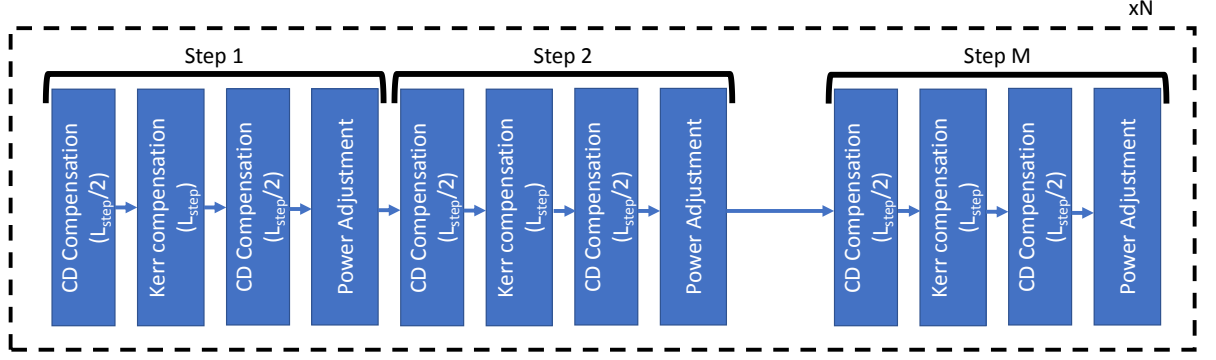 xN
Step 1
Step 2
Step M
CD Compensation
(Lstep/2)
Kerr compensation
(Lstep)
CD Compensation
(Lstep/2)
Power Adjustment
CD Compensation
(Lstep/2)
Kerr compensation
(Lstep)
CD Compensation
(Lstep/2)
Power Adjustment
CD Compensation
(Lstep/2)
Kerr compensation
(Lstep)
CD Compensation
(Lstep/2)
Power Adjustment